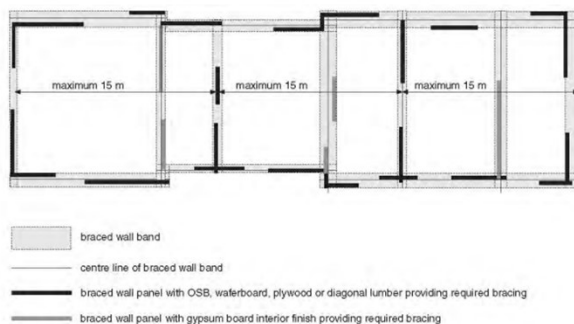 maximum 15 m maximum 15 m maximum 15 m
braced wall band
centre line of braced wall band
braced wall panel with OSB, waferboard, plywood or diagonal lumber providing required bracing
braced wall panel with gypsum board interior finish providing required bracing